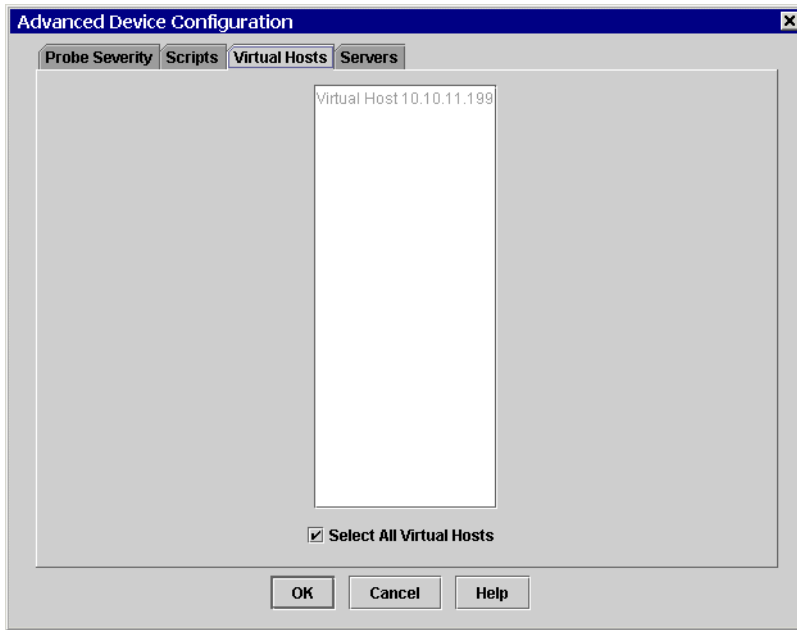 Advanced Device Configuration
Probe Severity Scripts Virtual Hosts Servers
Virtual Host 10.10.11.199
Select All Virtual Hosts
OK Cancel Help